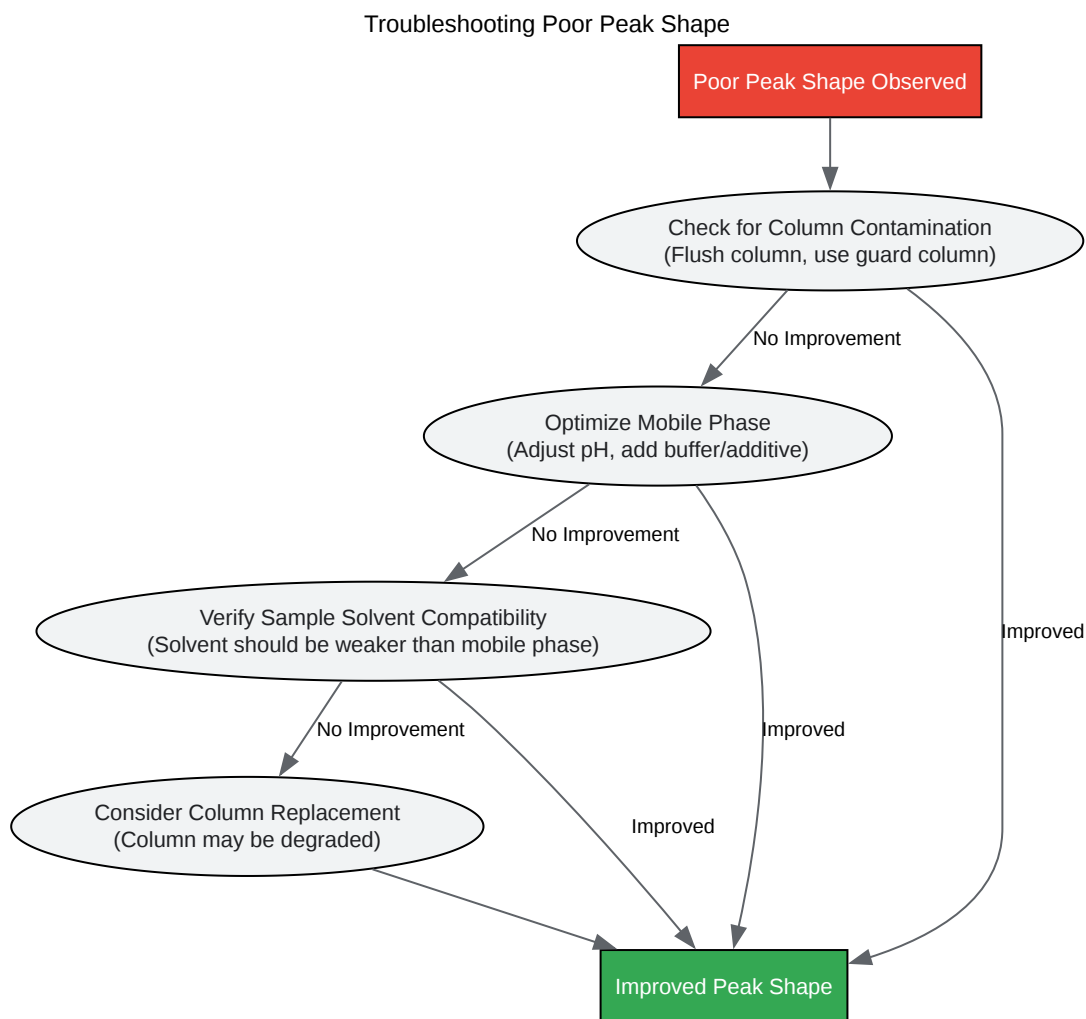 Troubleshooting Poor Peak Shape
Poor Peak Shape Observed
Check for Column Contamination
(Flush column, use guard column)
No Improvement
Optimize Mobile Phase
(Adjust pH, add buffer/additive)
No Improvement
Verify Sample Solvent Compatibility
(Solvent should be weaker than mobile phase)
Improved
No Improvement
Improved
Consider Column Replacement
(Column may be degraded)
Improved
Improved Peak Shape